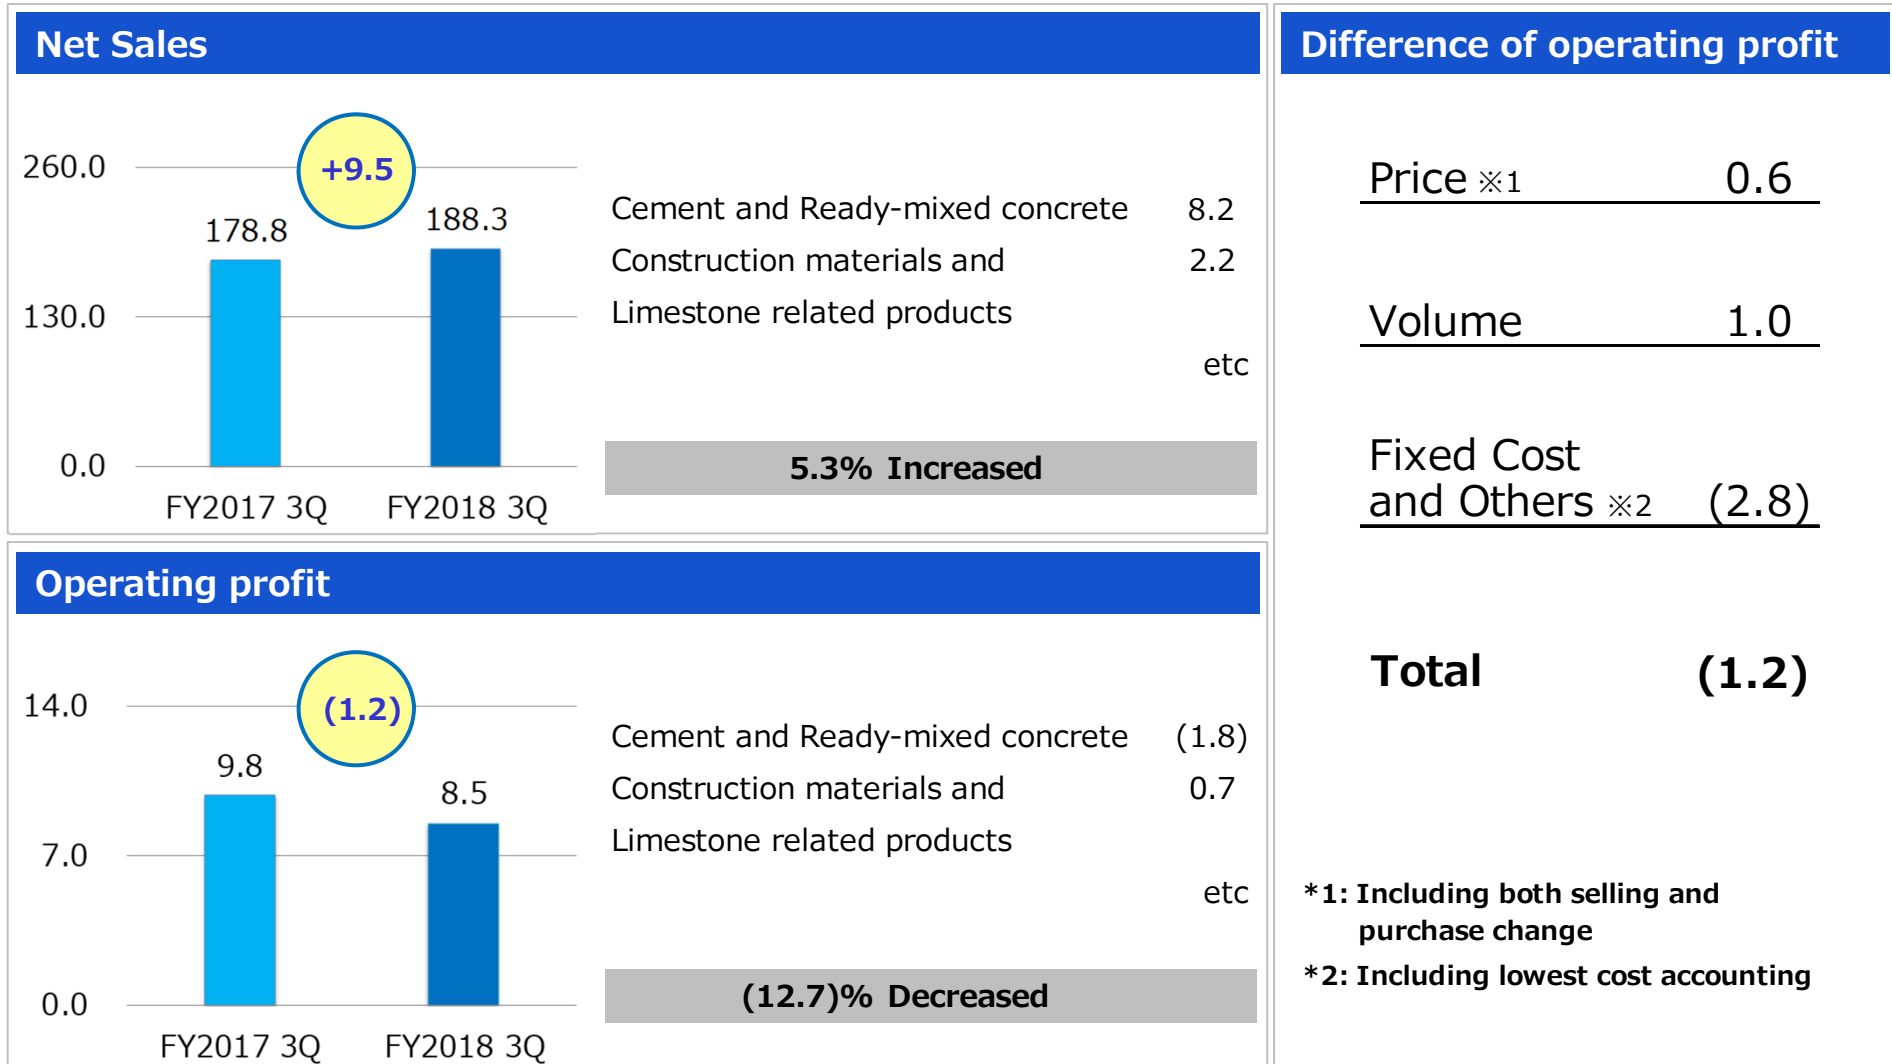 Net Sales
+9.5
260.0
178.8
188.3
130.0
0.0
FY2017 3Q
FY2018 3Q
Cement and Ready-mixed concrete 8.2
Construction materials and 2.2
Limestone related products
etc
5.3% Increased
Operating profit
(1.2)
14.0
9.8
8.5
7.0
0.0
FY2017 3Q
FY2018 3Q
Cement and Ready-mixed concrete (1.8)
Construction materials and 0.7
Limestone related products
etc
(12.7)% Decreased
Difference of operating profit
Price ※1 0.6
Volume 1.0
Fixed Cost
and Others ※2 (2.8)
Total (1.2)
*1: Including both selling and
purchase change
*2: Including lowest cost accounting